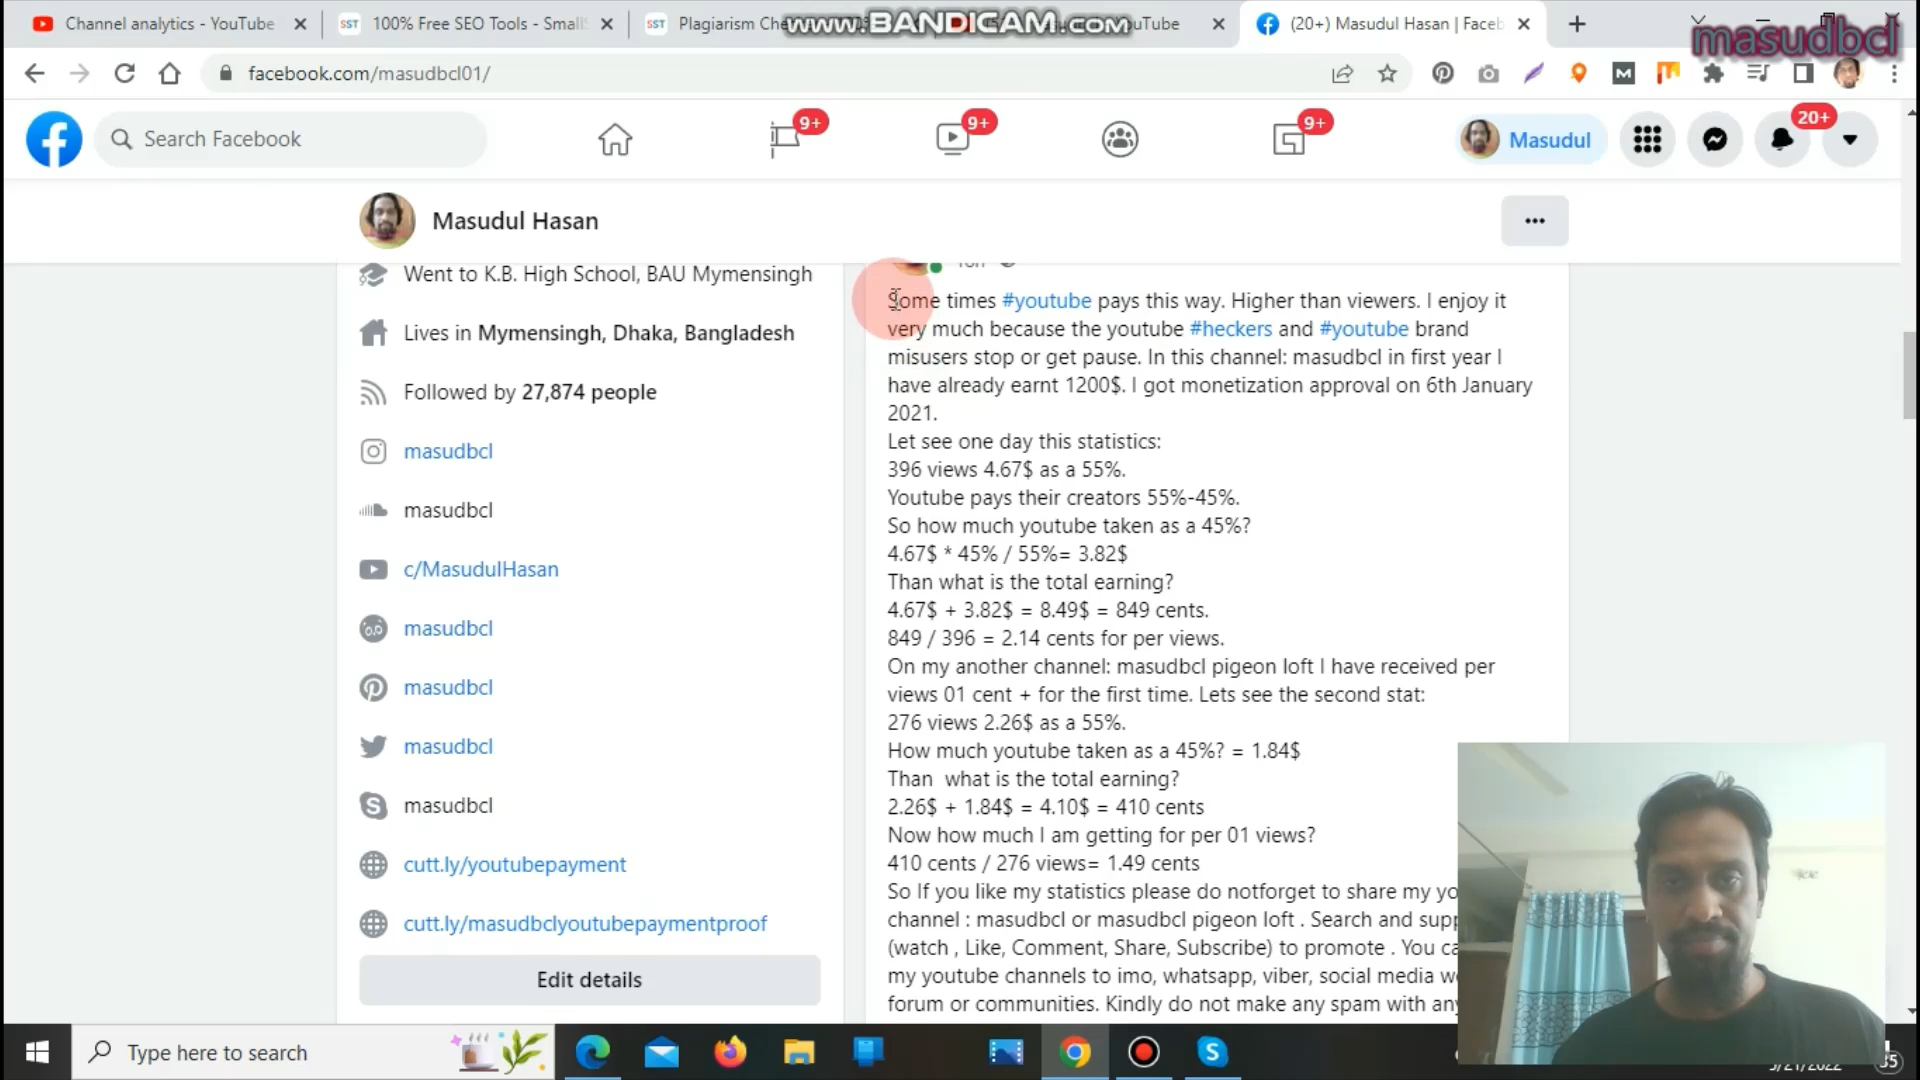 Channel analytics - YouTube
100% Free SEO Tools - Small
Plagiarism Che
YouTube
(20+) Masudul Hasan | Faceb
www.BANDICAM.com
masudbcl
facebook.com/masudbcl01/
Search Facebook
9+
9+
9+
Masudul
20+
Masudul Hasan
Went to K.B. High School, BAU Mymensingh
Lives in Mymensingh, Dhaka, Bangladesh
Followed by 27,874 people
masudbcl
masudbcl
c/MasudulHasan
masudbcl
masudbcl
masudbcl
masudbcl
cutt.ly/youtubepayment
cutt.ly/masudbclyoutubepaymentproof
Edit details
Some times #youtube pays this way. Higher than viewers. I enjoy it
very much because the youtube #heckers and #youtube brand
misusers stop or get pause. In this channel: masudbcl in first year I
have already earnt 1200$. I got monetization approval on 6th January
2021.
Let see one day this statistics:
396 views 4.67$ as a 55%.
Youtube pays their creators 55%-45%.
So how much youtube taken as a 45%?
4.67$ * 45% / 55%= 3.82$
Than what is the total earning?
4.67$ + 3.82$ = 8.49$ = 849 cents.
849 / 396 = 2.14 cents for per views.
On my another channel: masudbcl pigeon loft I have received per
views 01 cent + for the first time. Lets see the second stat:
276 views 2.26$ as a 55%.
How much youtube taken as a 45%? = 1.84$
Than  what is the total earning?
2.26$ + 1.84$ = 4.10$ = 410 cents
Now how much I am getting for per 01 views?
410 cents / 276 views= 1.49 cents
So If you like my statistics please do notforget to share my yo
channel : masudbcl or masudbcl pigeon loft . Search and supp
(watch , Like, Comment, Share, Subscribe) to promote . You ca
my youtube channels to imo, whatsapp, viber, social media we
forum or communities. Kindly do not make any spam with any
Type here to search
5/21/2022
35